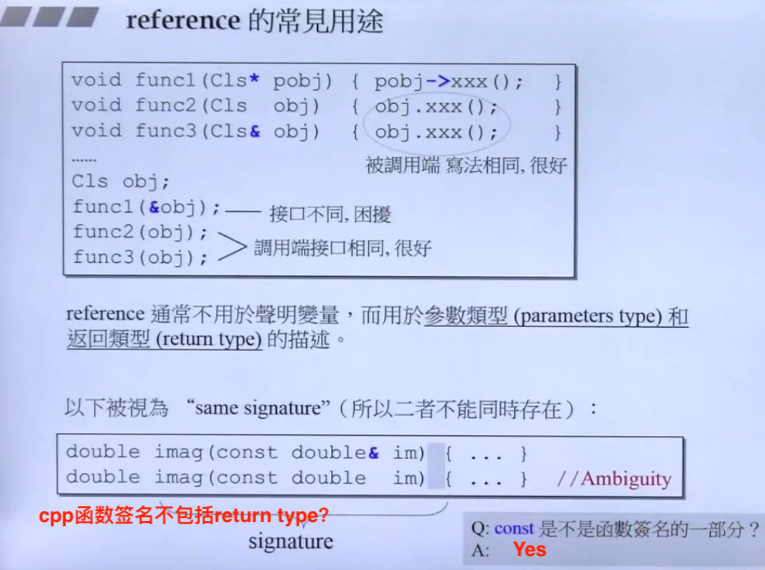 reference 的常見用途
void func1(Cls* pobj) { pobj->xxx(); }
void func2(Cls obj) { obj.xxx(); }
void func3(Cls& obj) { obj.xxx(); }
......
被調用端 寫法相同, 很好
Cls obj;
func1(&obj); 接口不同, 困擾
func2(obj);
調用端接口相同, 很好
func3(obj);
reference 通常不用於聲明變量，而用於參數類型 (parameters type) 和
返回類型 (return type) 的描述。
以下被視為 “same signature”（所以二者不能同時存在）：
double imag(const double& im) { ... }
double imag(const double im) { ... } //Ambiguity
cpp函数签名不包括return type?
signature
Q: const 是不是函數簽名的一部分？
A: Yes